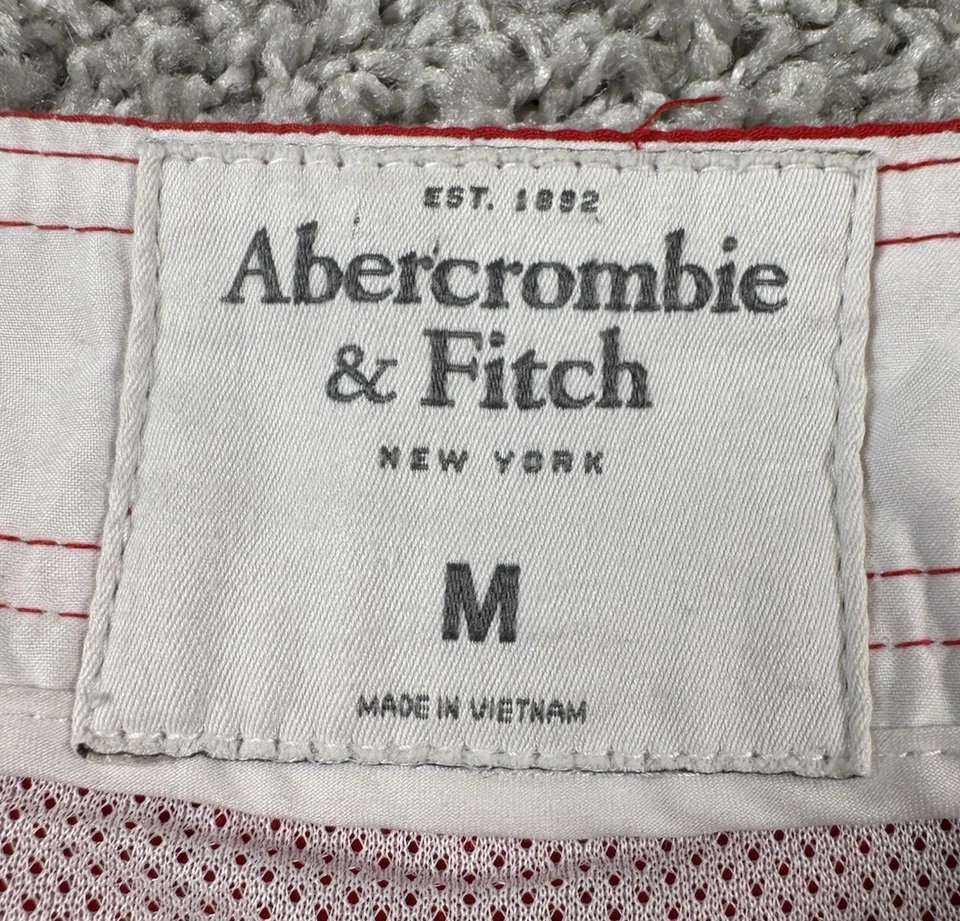 EST. 1892
Abercrombie
& Fitch
NEW YORK
M
MADE IN VIETNAM